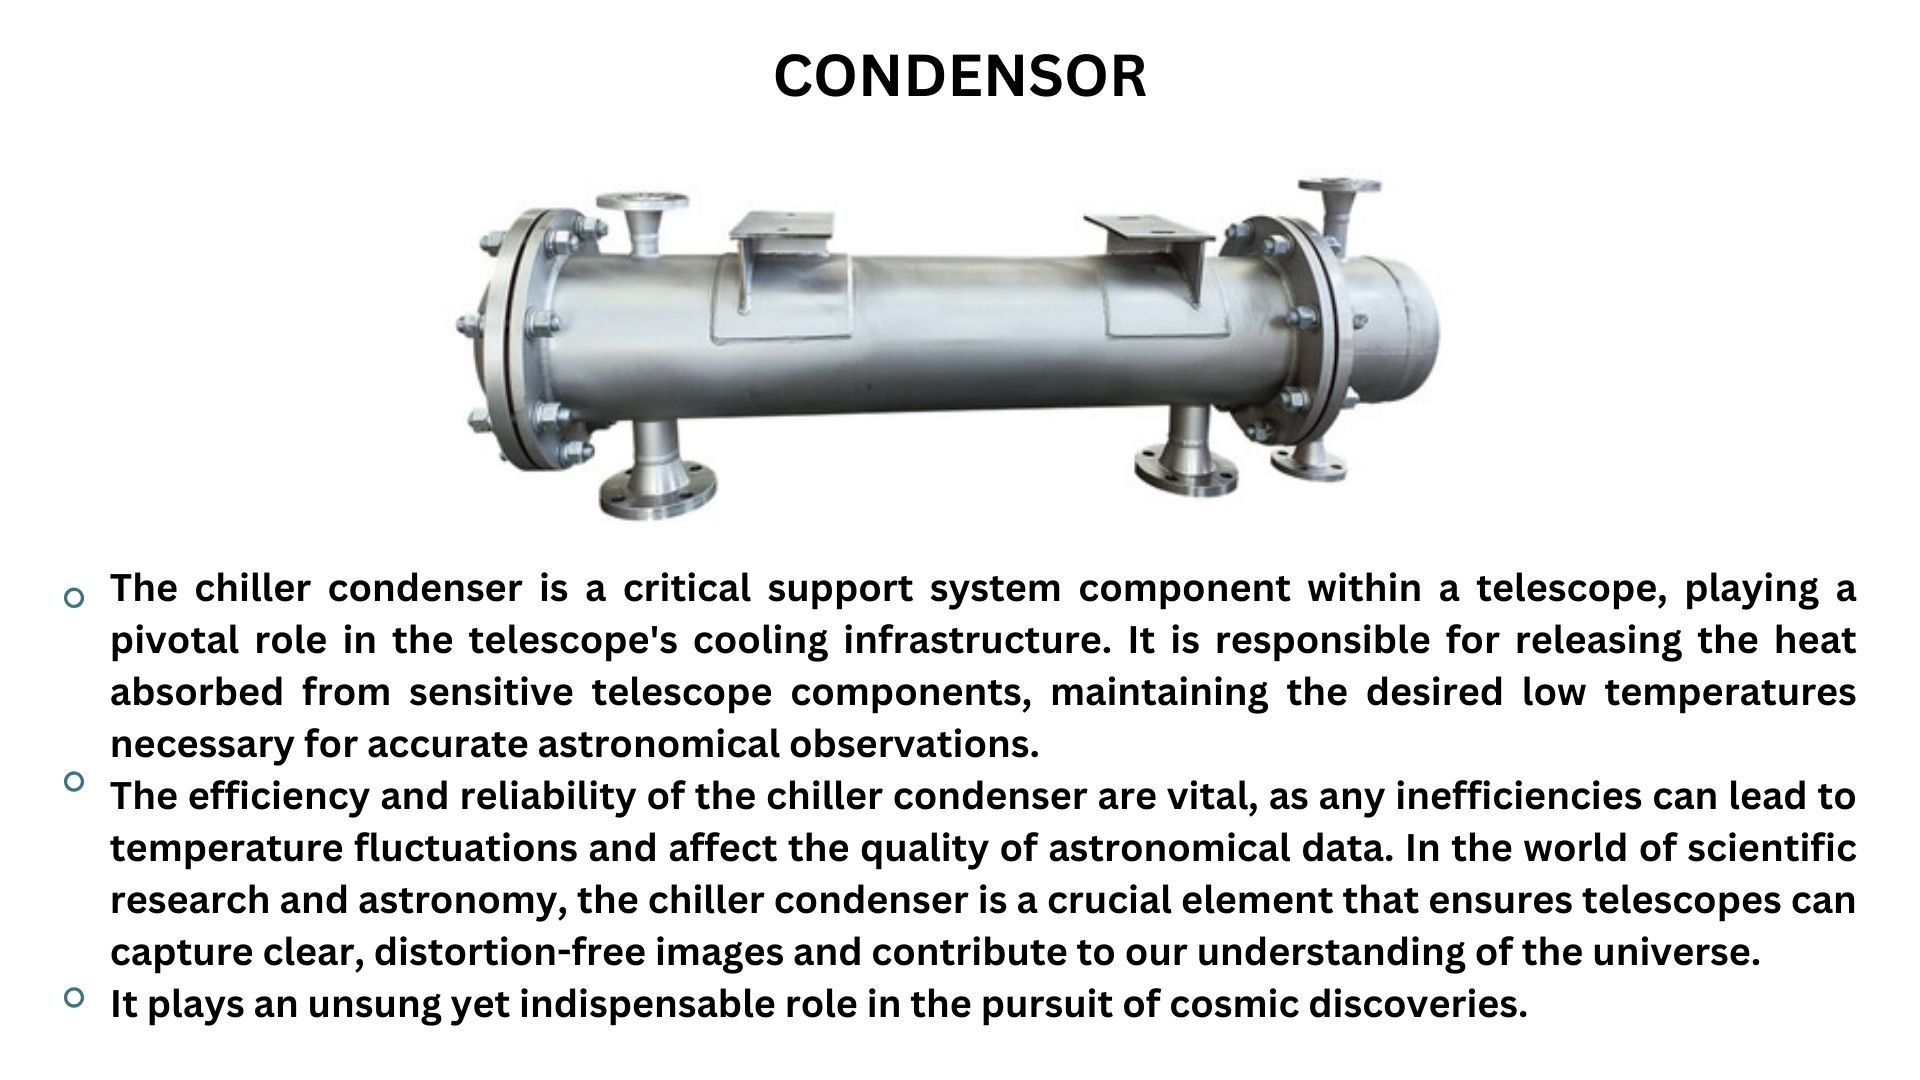 CONDENSOR
The chiller condenser is a critical support system component within a telescope, playing a
pivotal role in the telescope's cooling infrastructure. It is responsible for releasing the heat
absorbed from sensitive telescope components, maintaining the desired low temperatures
necessary for accurate astronomical observations.
The efficiency and reliability of the chiller condenser are vital, as any inefficiencies can lead to
temperature fluctuations and affect the quality of astronomical data. In the world of scientific
research and astronomy, the chiller condenser is a crucial element that ensures telescopes can
capture clear, distortion-free images and contribute to our understanding of the universe.
It plays an unsung yet indispensable role in the pursuit of cosmic discoveries.